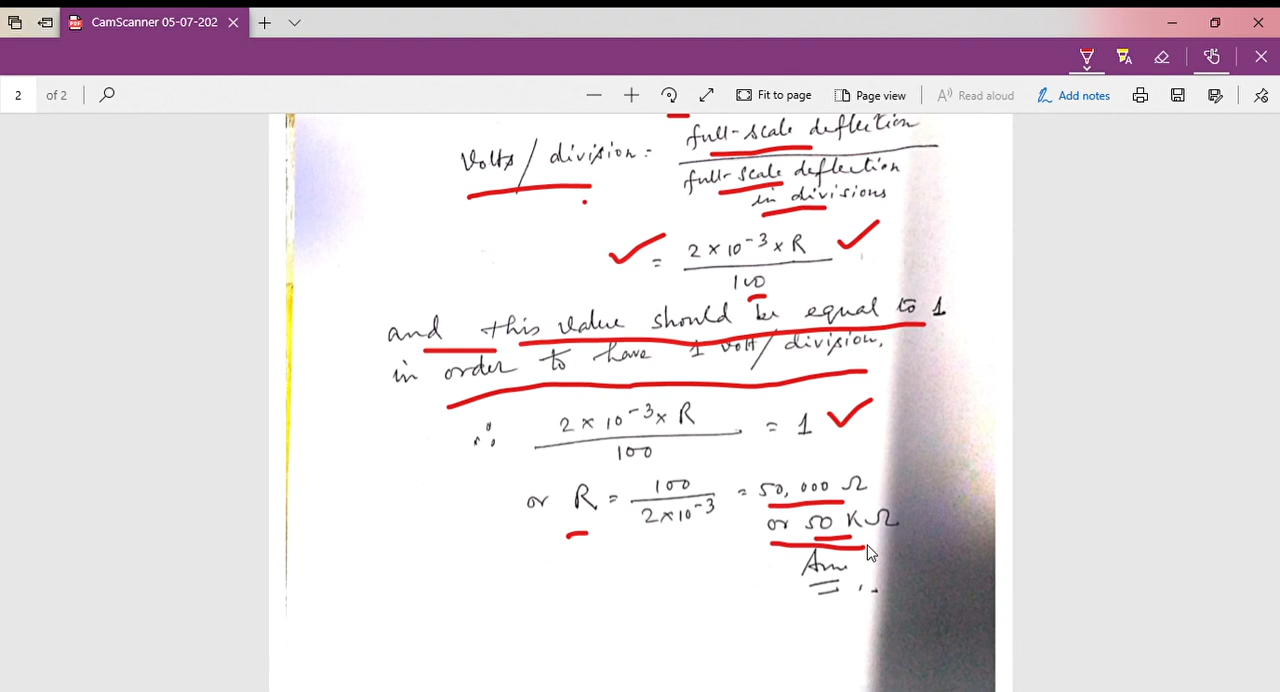 CamScanner 05-07-202
2 of 2 Fit to page Page view Read aloud Add notes
full-scale deflection
Volts / division =
full-scale deflection
in divisions
= 2 × 10⁻³ × R
100
and this value should be equal to 1
in order to have 1 volt / division.
∴ 2 × 10⁻³ × R = 1
100
or R = 100 = 50,000 Ω
2 × 10⁻³
or 50 KΩ
Ans